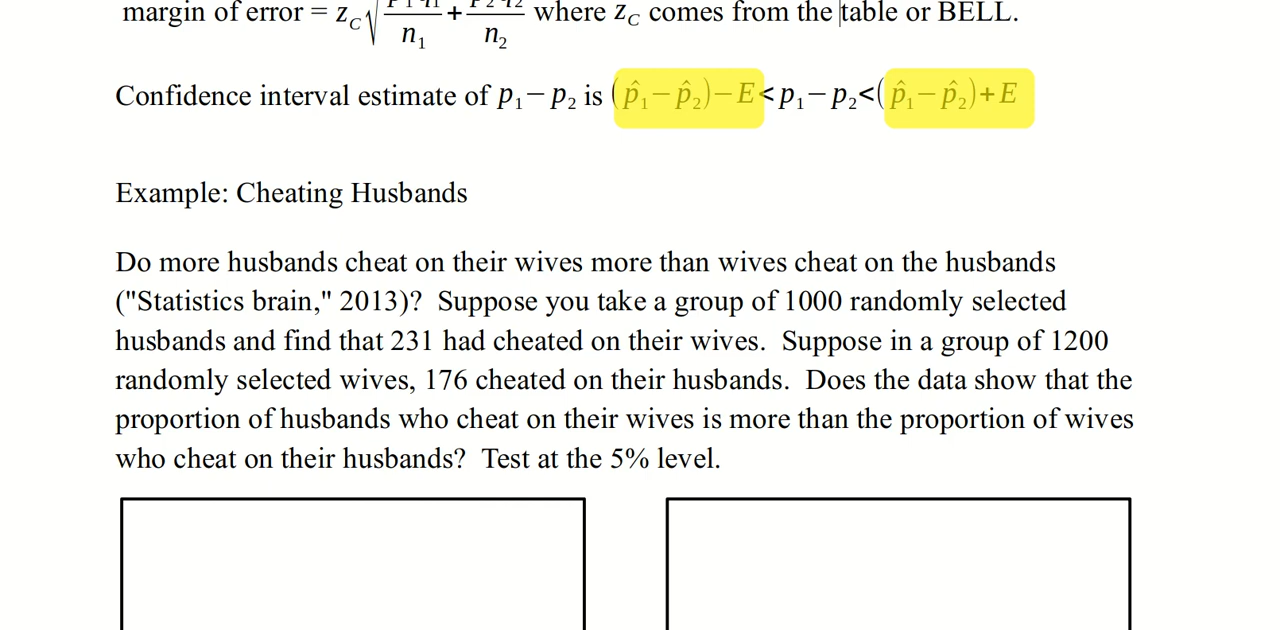 margin of error = z_C √ p̂₁q̂₁/n₁ + p̂₂q̂₂/n₂ where z_C comes from the table or BELL.
Confidence interval estimate of p₁− p₂ is (p̂₁− p̂₂)− E<p₁− p₂<(p̂₁− p̂₂)+E
Example: Cheating Husbands
Do more husbands cheat on their wives more than wives cheat on the husbands
("Statistics brain," 2013)? Suppose you take a group of 1000 randomly selected
husbands and find that 231 had cheated on their wives. Suppose in a group of 1200
randomly selected wives, 176 cheated on their husbands. Does the data show that the
proportion of husbands who cheat on their wives is more than the proportion of wives
who cheat on their husbands? Test at the 5% level.